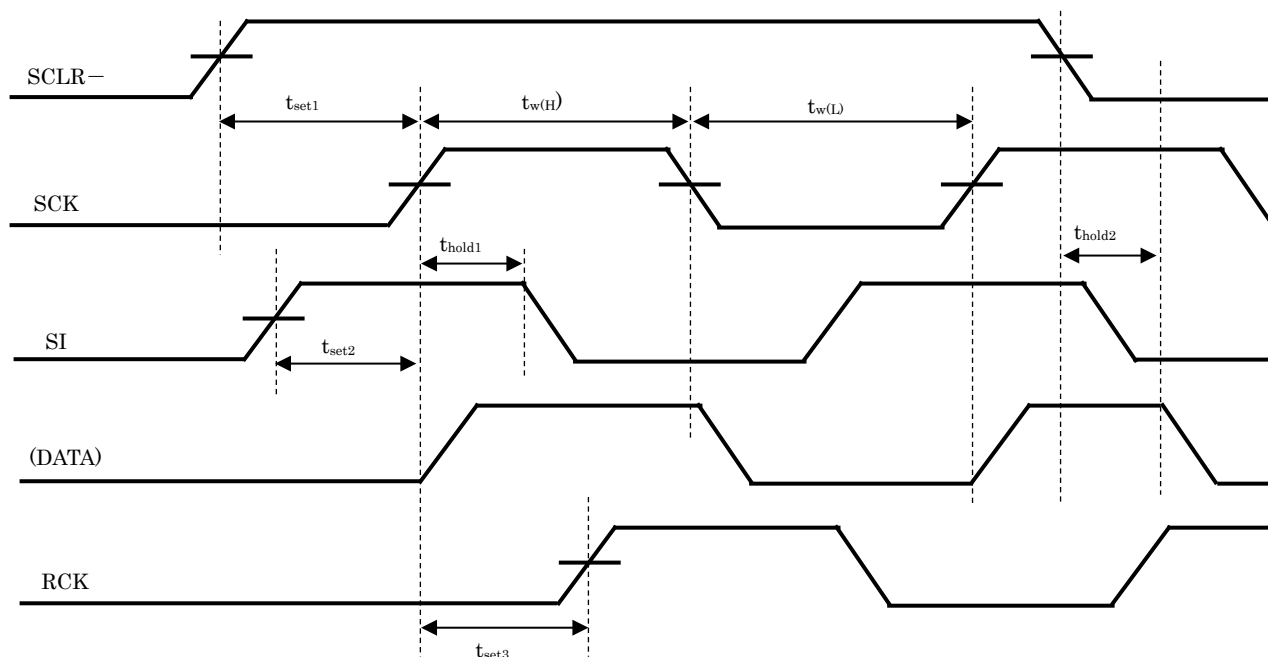 SCLR−
tset1
tw(H)
tw(L)
SCK
thold1
thold2
SI
tset2
(DATA)
RCK
tset3